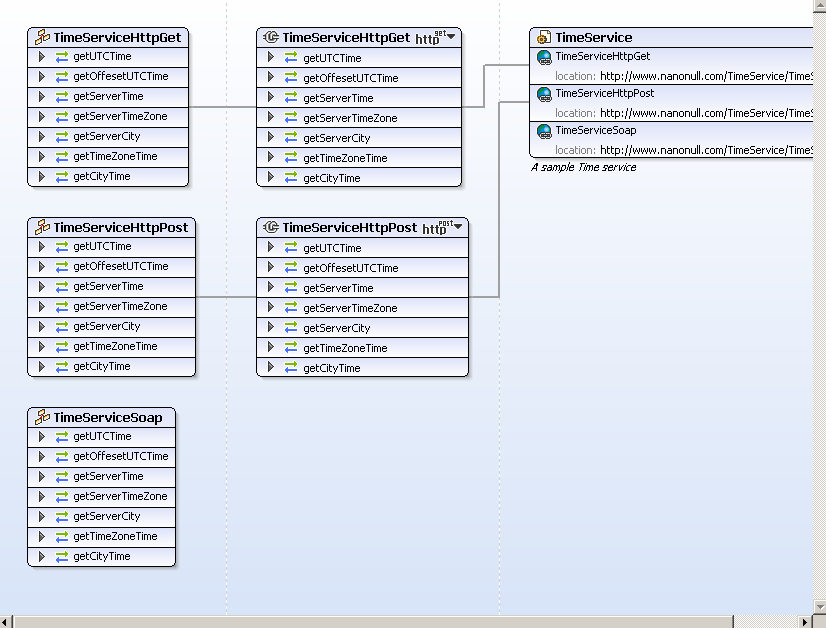 TimeServiceHttpGet
getUTCTime
getOffesetUTCTime
getServerTime
getServerTimeZone
getServerCity
getTimeZoneTime
getCityTime
TimeServiceHttpGet http get
getUTCTime
getOffesetUTCTime
getServerTime
getServerTimeZone
getServerCity
getTimeZoneTime
getCityTime
TimeService
TimeServiceHttpGet
location: http://www.nanonull.com/TimeService/TimeS
TimeServiceHttpPost
location: http://www.nanonull.com/TimeService/TimeS
TimeServiceSoap
location: http://www.nanonull.com/TimeService/TimeS
A sample Time service
TimeServiceHttpPost
getUTCTime
getOffesetUTCTime
getServerTime
getServerTimeZone
getServerCity
getTimeZoneTime
getCityTime
TimeServiceHttpPost http post
getUTCTime
getOffesetUTCTime
getServerTime
getServerTimeZone
getServerCity
getTimeZoneTime
getCityTime
TimeServiceSoap
getUTCTime
getOffesetUTCTime
getServerTime
getServerTimeZone
getServerCity
getTimeZoneTime
getCityTime